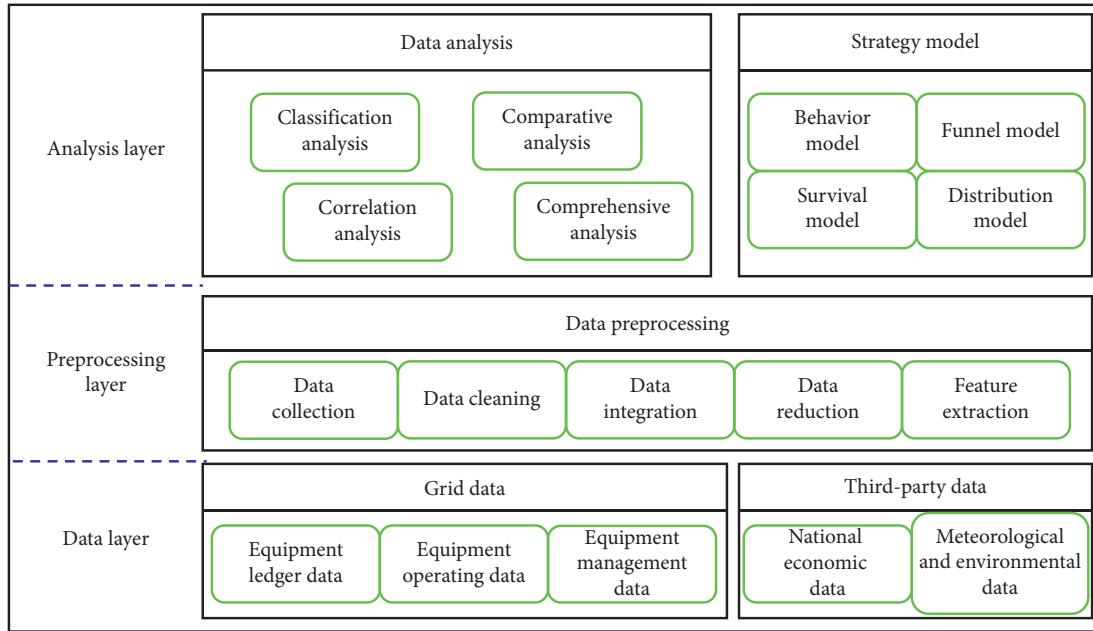 Data analysis
Strategy model
Analysis layer
Classification
analysis
Comparative
analysis
Correlation
analysis
Comprehensive
analysis
Behavior
model
Funnel model
Survival
model
Distribution
model
Preprocessing
layer
Data preprocessing
Data
collection
Data cleaning
Data
integration
Data
reduction
Feature
extraction
Data layer
Grid data
Equipment
ledger data
Equipment
operating data
Equipment
management
data
Third-party data
National
economic
data
Meteorological
and environmental
data